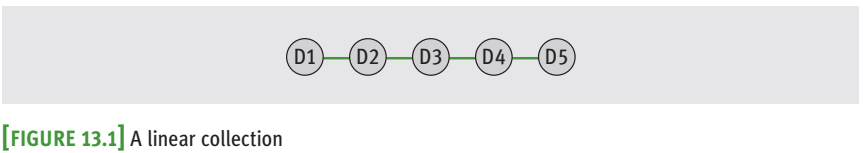 D1 D2 D3 D4 D5
[FIGURE 13.1] A linear collection